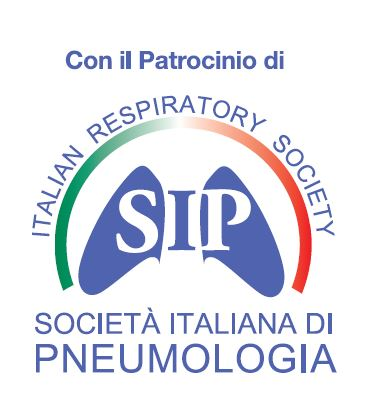 Con il Patrocinio di
ITALIAN RESPIRATORY SOCIETY
SIP
SOCIETÀ ITALIANA DI
PNEUMOLOGIA